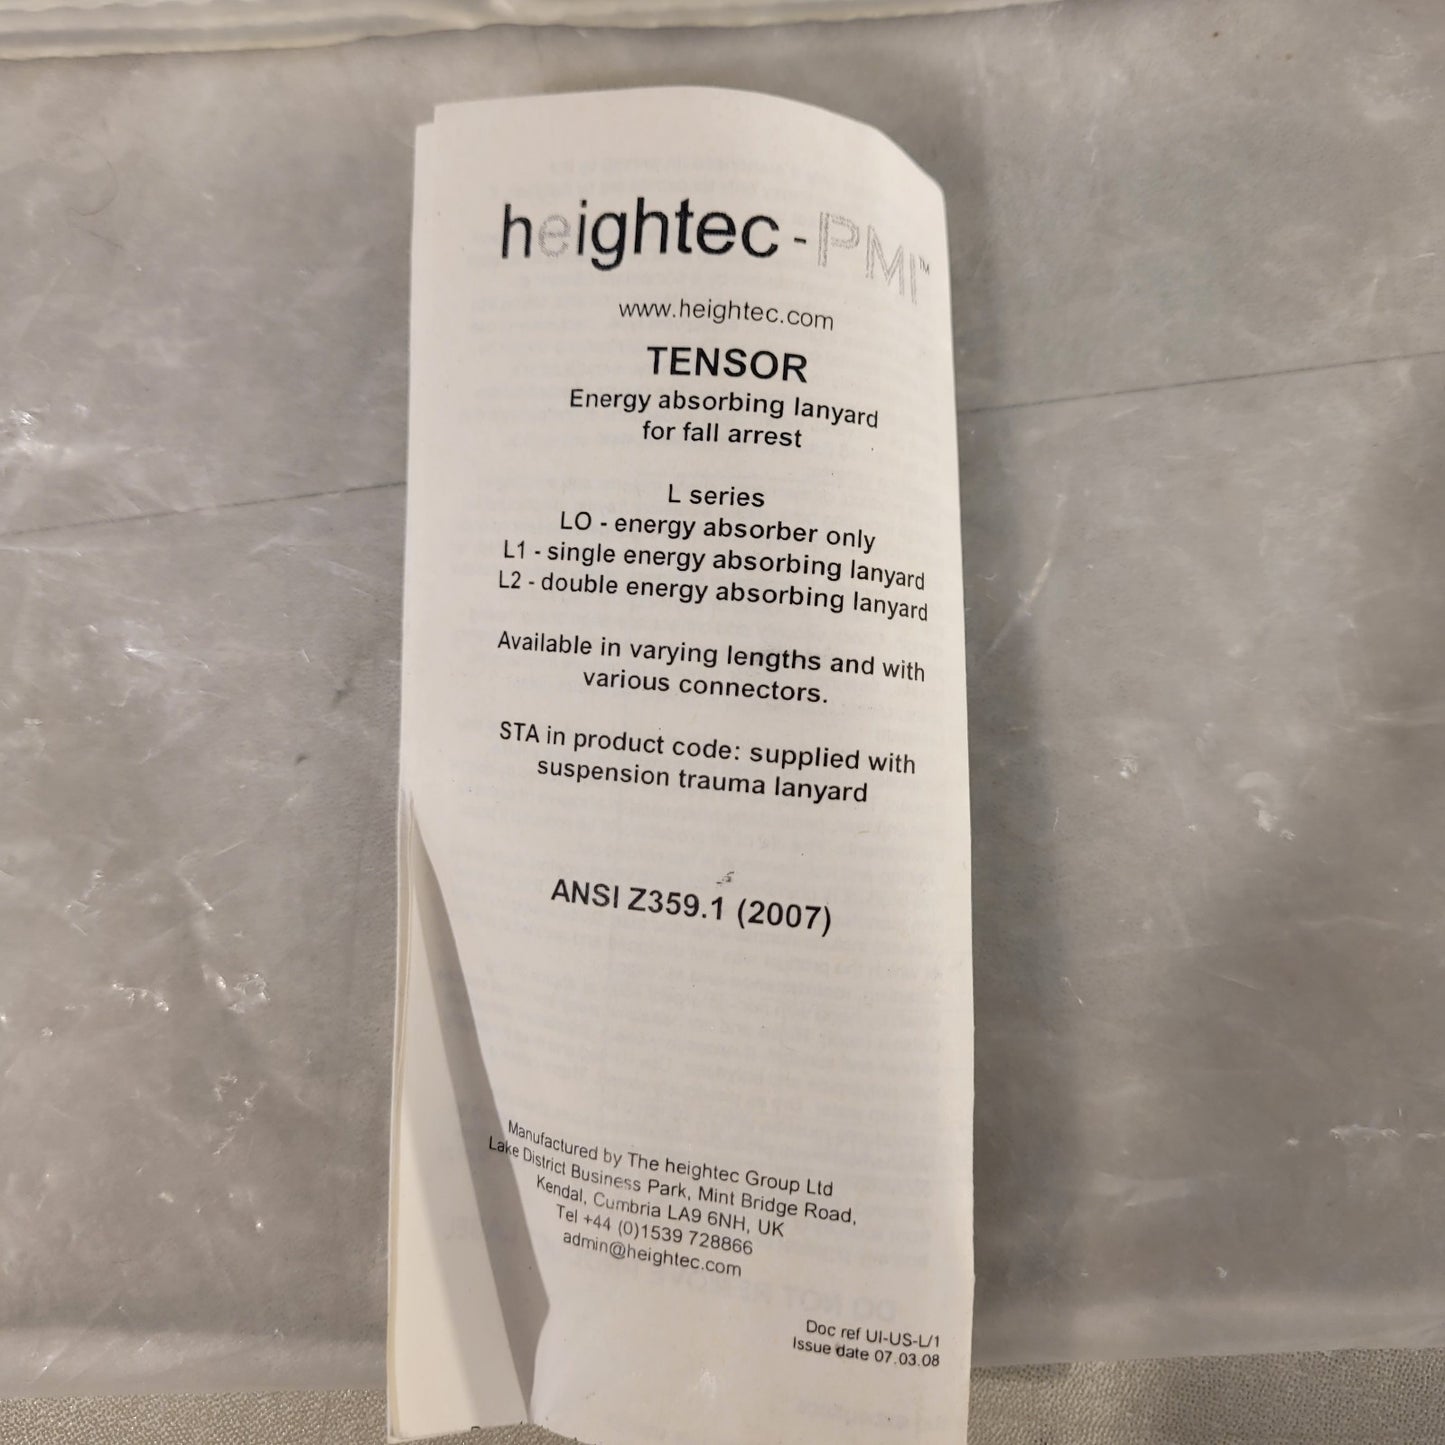 heightec - PMI™
www.heightec.com
TENSOR
Energy absorbing lanyard
for fall arrest
L series
LO - energy absorber only
L1 - single energy absorbing lanyard
L2 - double energy absorbing lanyard
Available in varying lengths and with
various connectors.
STA in product code: supplied with
suspension trauma lanyard
ANSI Z359.1 (2007)
Manufactured by The heightec Group Ltd
Lake District Business Park, Mint Bridge Road,
Kendal, Cumbria LA9 6NH, UK
Tel +44 (0)1539 728866
admin@heightec.com
Doc ref UI-US-L/1
Issue date 07.03.08